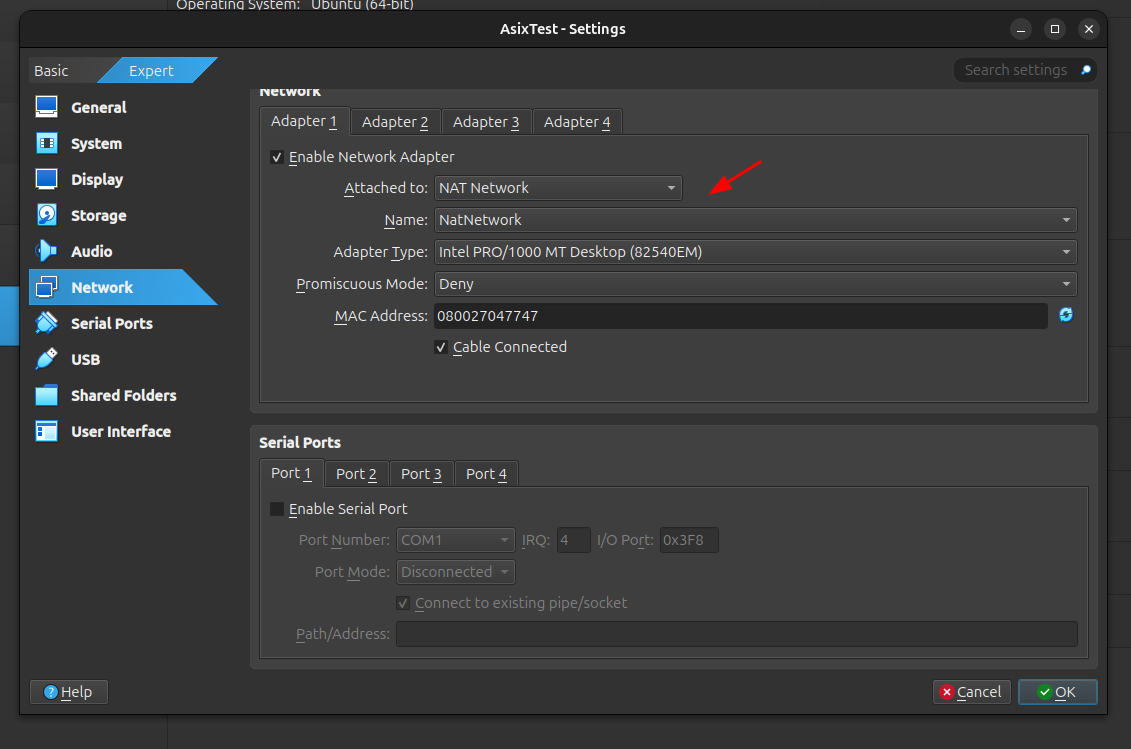 Operating System: Ubuntu (64-bit)
AsixTest - Settings
Basic Expert Search settings
General
System
Display
Storage
Audio
Network
Serial Ports
USB
Shared Folders
User Interface
Network
Adapter 1 Adapter 2 Adapter 3 Adapter 4
Enable Network Adapter
Attached to: NAT Network
Name: NatNetwork
Adapter Type: Intel PRO/1000 MT Desktop (82540EM)
Promiscuous Mode: Deny
MAC Address: 080027047747
Cable Connected
Serial Ports
Port 1 Port 2 Port 3 Port 4
Enable Serial Port
Port Number: COM1 IRQ: 4 I/O Port: 0x3F8
Port Mode: Disconnected
Connect to existing pipe/socket
Path/Address:
Help Cancel OK